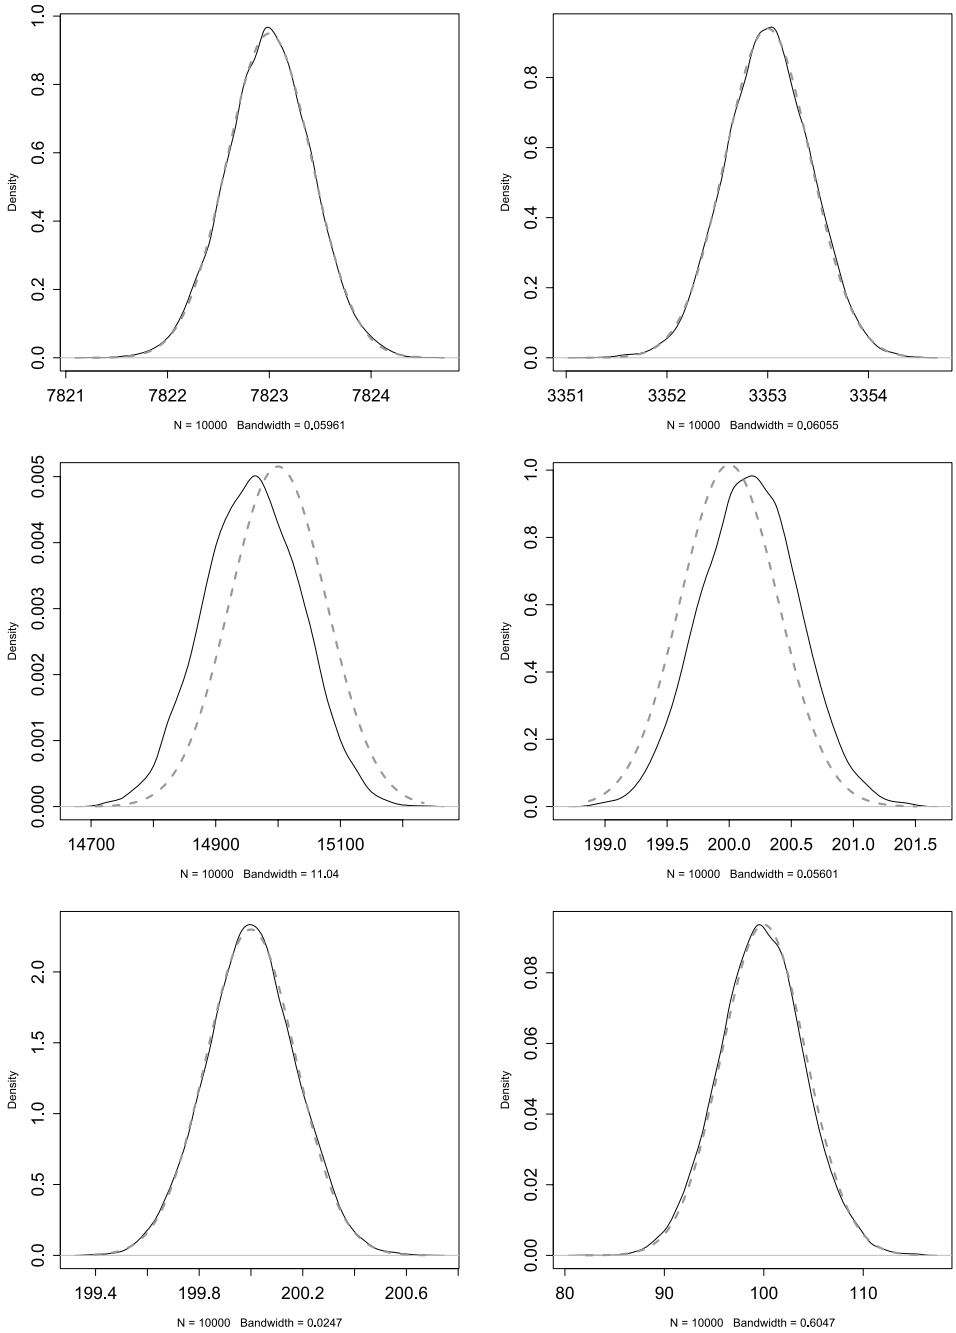 Density
0.0 0.2 0.4 0.6 0.8 1.0
7821 7822 7823 7824
N = 10000 Bandwidth = 0.05961
Density
0.0 0.2 0.4 0.6 0.8
3351 3352 3353 3354
N = 10000 Bandwidth = 0.06055
Density
0.000 0.001 0.002 0.003 0.004 0.005
14700 14900 15100
N = 10000 Bandwidth = 11.04
Density
0.0 0.2 0.4 0.6 0.8 1.0
199.0 199.5 200.0 200.5 201.0 201.5
N = 10000 Bandwidth = 0.05601
Density
0.0 0.5 1.0 1.5 2.0
199.4 199.8 200.2 200.6
N = 10000 Bandwidth = 0.0247
Density
0.00 0.02 0.04 0.06 0.08
80 90 100 110
N = 10000 Bandwidth = 0.6047